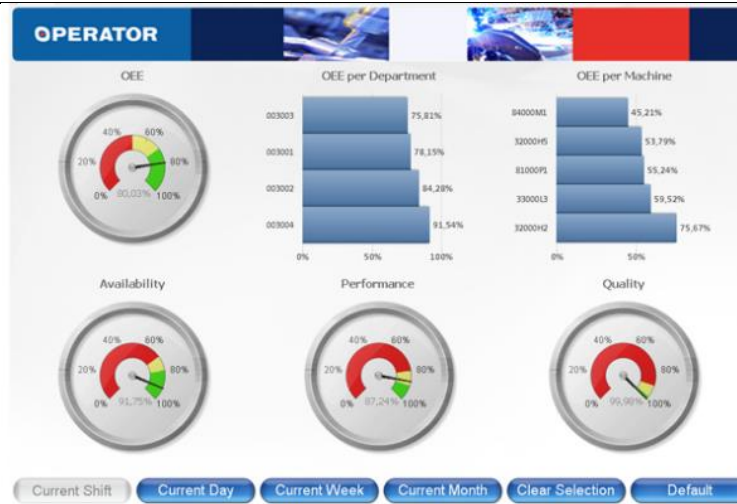 OPERATOR
OEE
OEE per Department
OEE per Machine
40% 60%
20% 80%
0% 80,03% 100%
003003 75,81%
003001 78,15%
003002 84,28%
003004 91,54%
0% 50% 100%
84000M1 45,21%
32000H5 53,79%
81000P1 55,24%
33000L3 59,52%
32000H2 75,67%
0% 50%
Availability
Performance
Quality
40% 60%
20% 80%
0% 91,75% 100%
40% 60%
20% 80%
0% 87,24% 100%
40% 60%
20% 80%
0% 99,98% 100%
Current Shift
Current Day
Current Week
Current Month
Clear Selection
Default